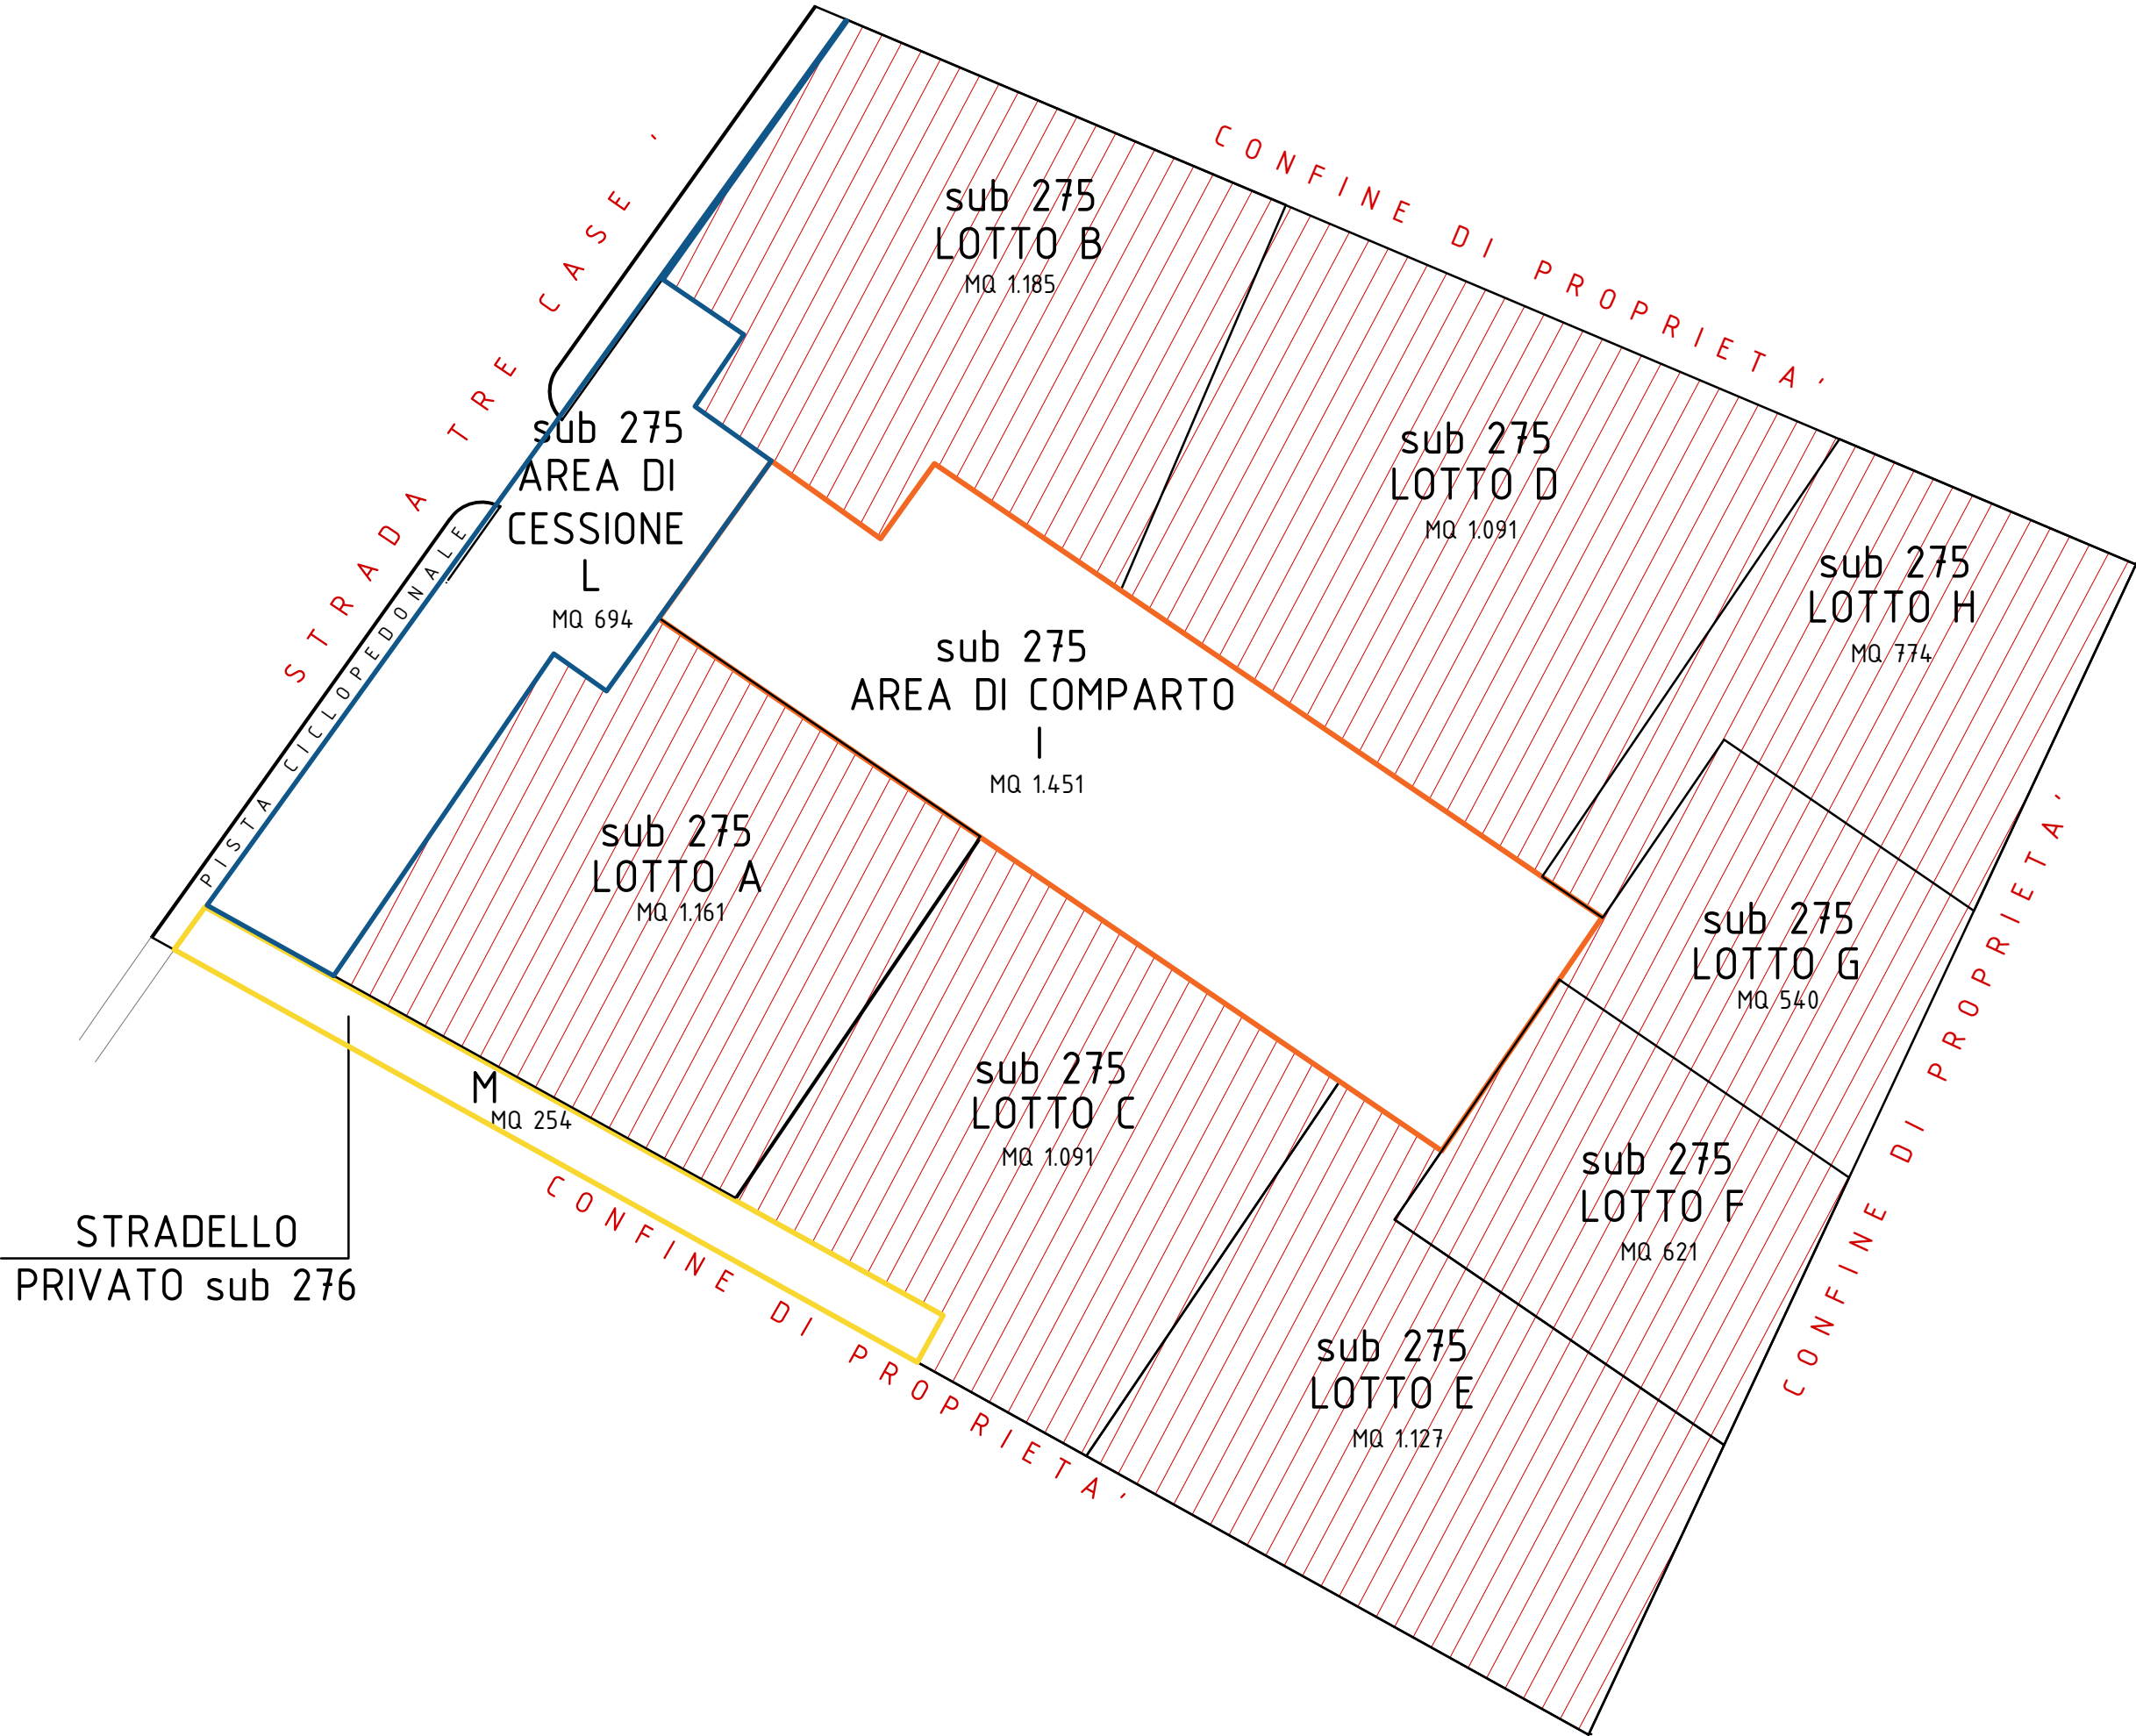 CONFINE DI PROPRIETA'
STRADA TRE CASE '
sub 275
LOTTO B
MQ 1.185
sub 275
LOTTO D
MQ 1.091
sub 275
LOTTO H
MQ 774
sub 275
AREA DI
CESSIONE
L
MQ 694
PISTA CICLOPEDONALE
sub 275
AREA DI COMPARTO
I
MQ 1.451
sub 275
LOTTO A
MQ 1.161
sub 275
LOTTO G
MQ 540
CONFINE DI PROPRIETA'
sub 275
LOTTO C
MQ 1.091
sub 275
LOTTO F
MQ 621
M
MQ 254
CONFINE DI PROPRIETA'
STRADELLO
PRIVATO sub 276
sub 275
LOTTO E
MQ 1.127